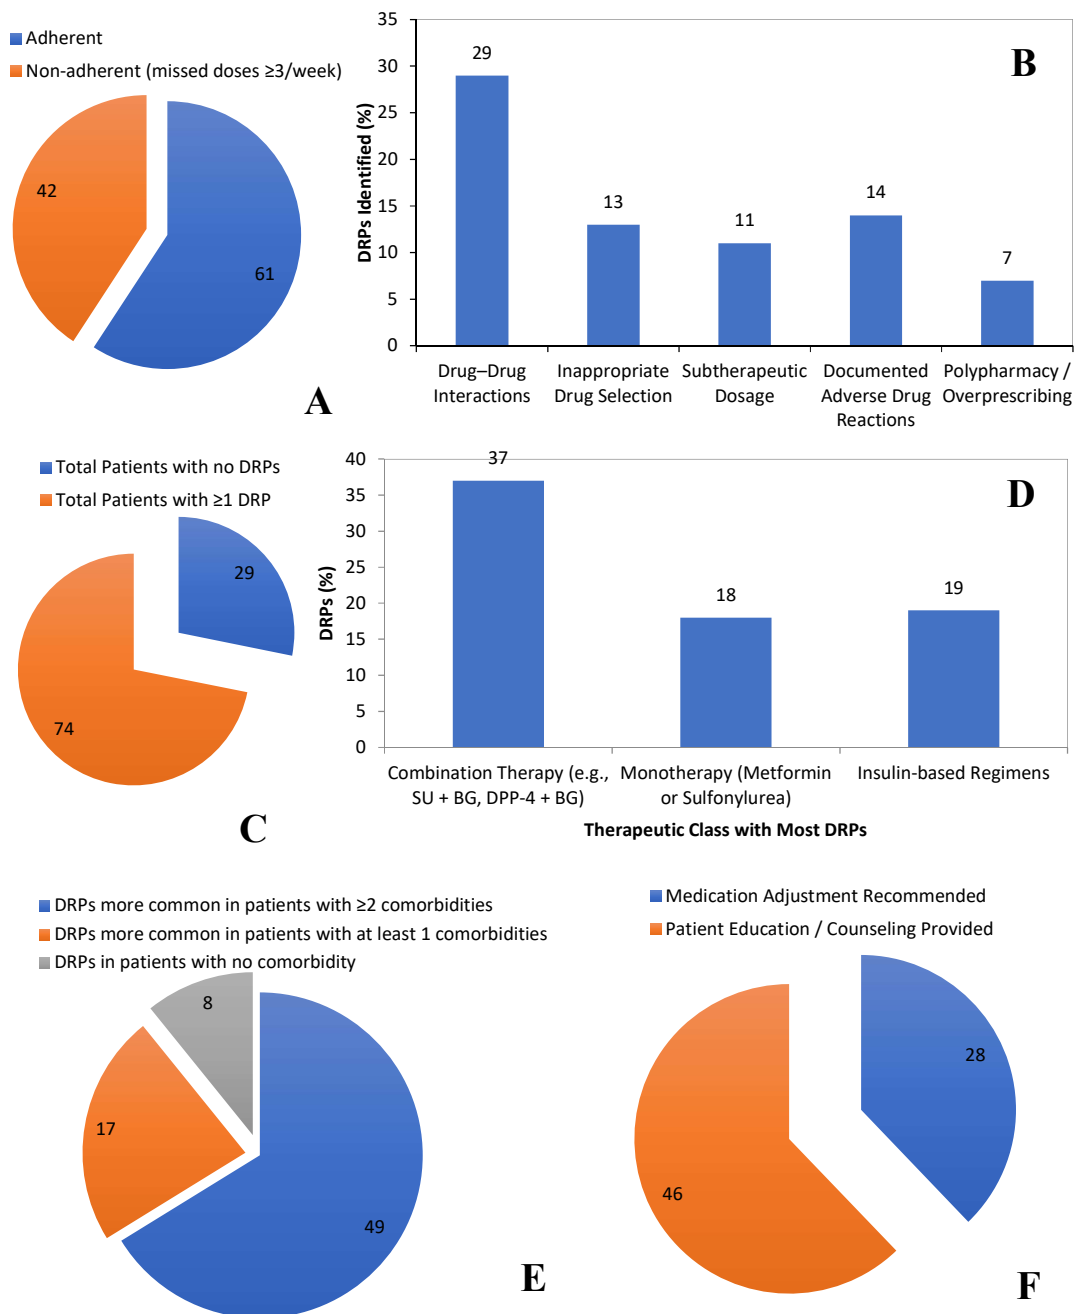 Adherent
Non-adherent (missed doses ≥3/week)
42
61
A
35
30
25
20
15
10
5
0
DRPs Identified (%)
29
13
11
14
7
B
Drug–Drug
Interactions
Inappropriate
Drug Selection
Subtherapeutic
Dosage
Documented
Adverse Drug
Reactions
Polypharmacy /
Overprescribing
Total Patients with no DRPs
Total Patients with ≥1 DRP
29
74
C
40
35
30
25
20
15
10
5
0
DRPs (%)
37
18
19
D
Combination Therapy (e.g.,
SU + BG, DPP-4 + BG)
Monotherapy (Metformin
or Sulfonylurea)
Insulin-based Regimens
Therapeutic Class with Most DRPs
DRPs more common in patients with ≥2 comorbidities
DRPs more common in patients with at least 1 comorbidities
DRPs in patients with no comorbidity
8
17
49
E
Medication Adjustment Recommended
Patient Education / Counseling Provided
28
46
F